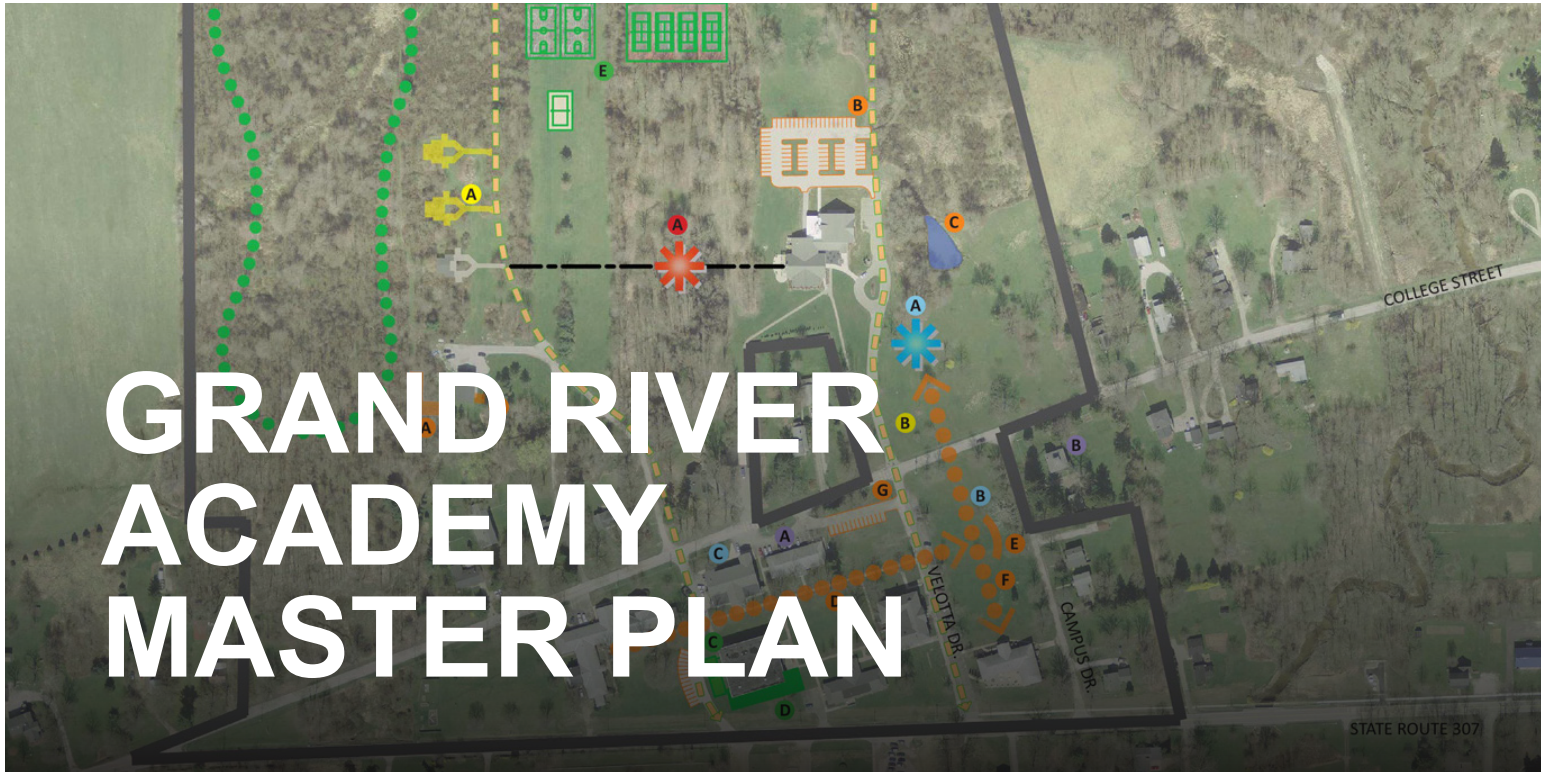 E
B
A
A
C
A
COLLEGE STREET
GRAND RIVER
A
B
B
G
B
ACADEMY
A
C
E
F
VELOTTA DR.
CAMPUS DR.
D
MASTER PLAN
C
D
STATE ROUTE 307